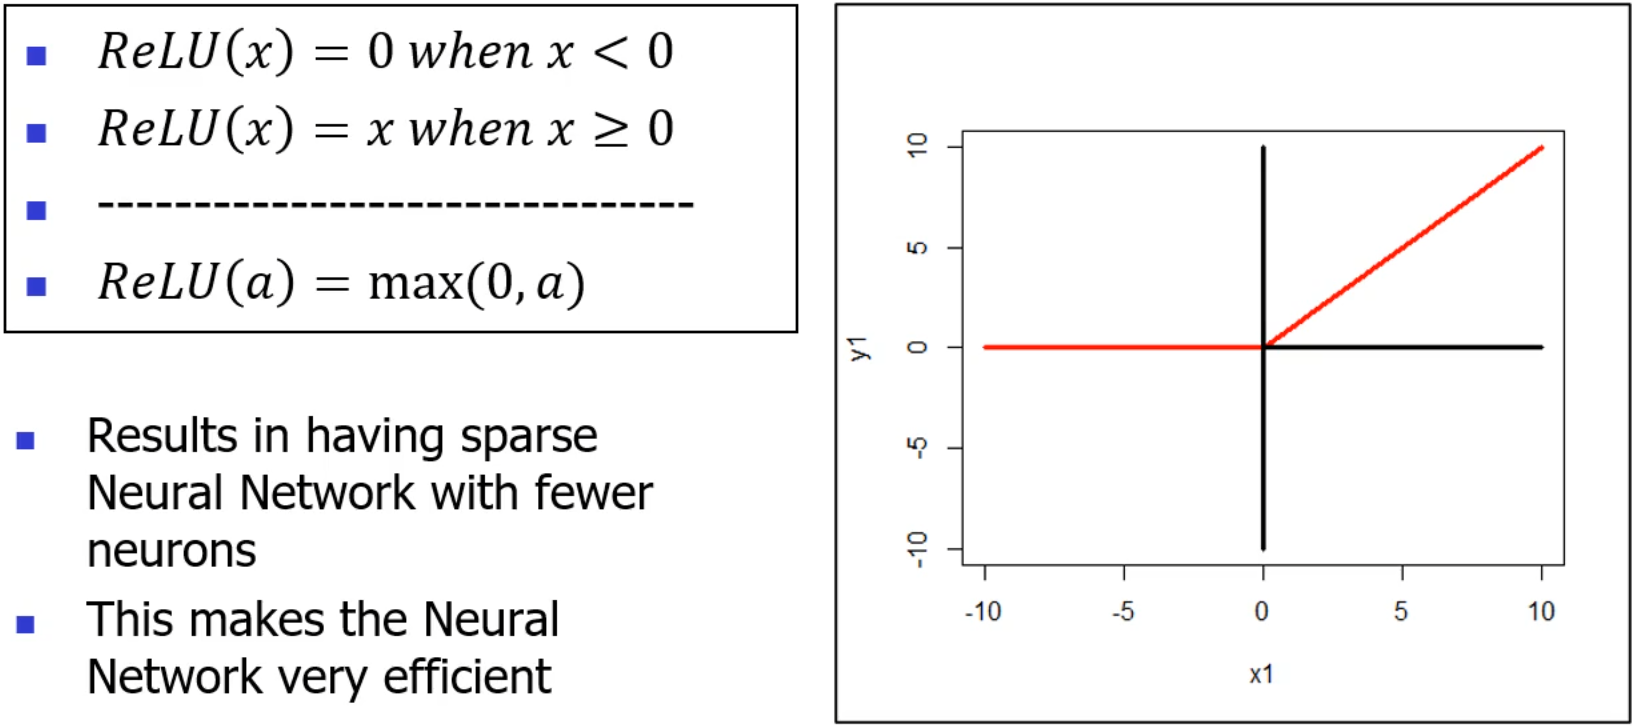 ReLU(x) = 0 when x < 0
ReLU(x) = x when x ≥ 0
-------------------------------
ReLU(a) = max(0, a)
Results in having sparse
Neural Network with fewer
neurons
This makes the Neural
Network very efficient
y1
10
5
0
-5
-10
-10 -5 0 5 10
x1